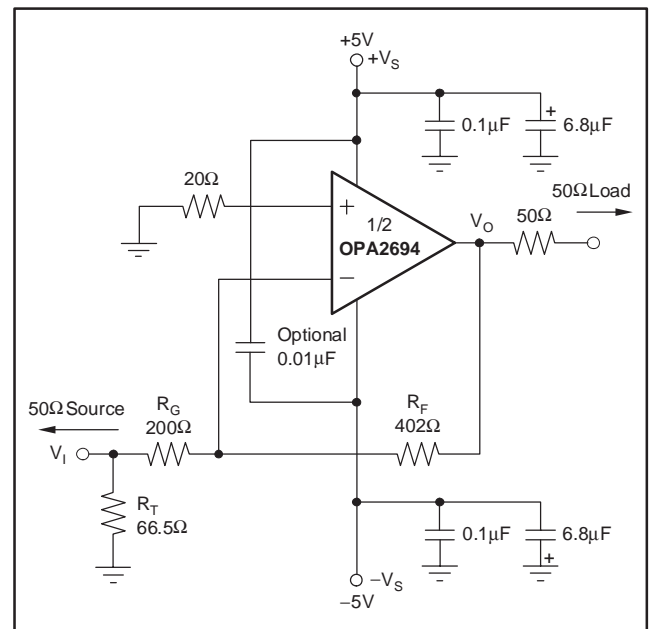 +5V
+V_S
0.1μF
6.8μF
+
20Ω
50Ω Load
+
1/2
OPA2694
V_O
50Ω
−
Optional
0.01μF
50Ω Source
R_G
200Ω
R_F
402Ω
V_I
R_T
66.5Ω
0.1μF
6.8μF
+
−V_S
−5V